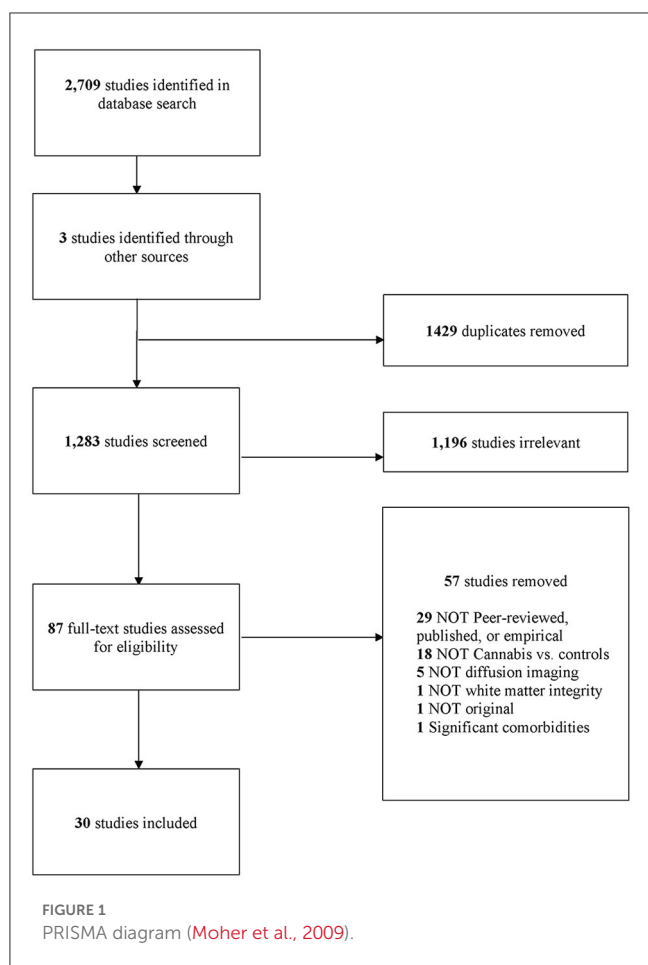 2,709 studies identified in
database search
3 studies identified through
other sources
1429 duplicates removed
1,283 studies screened
1,196 studies irrelevant
87 full-text studies assessed
for eligibility
57 studies removed
29 NOT Peer-reviewed,
published, or empirical
18 NOT Cannabis vs. controls
5 NOT diffusion imaging
1 NOT white matter integrity
1 NOT original
1 Significant comorbidities
30 studies included
FIGURE 1
PRISMA diagram (Moher et al., 2009).